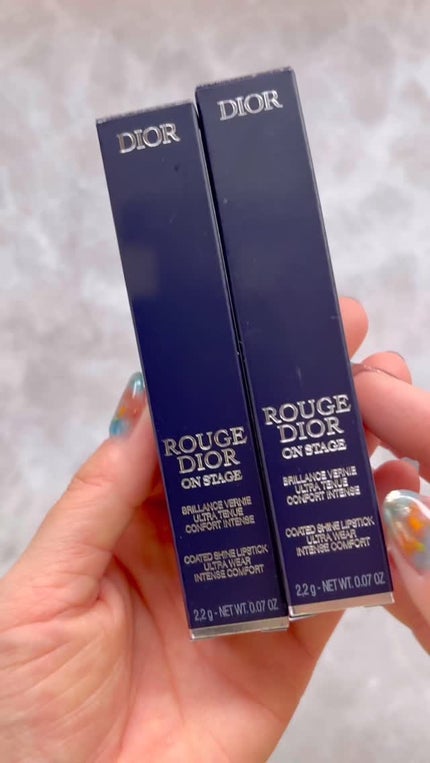 DIOR
ROUGE
DIOR
ON STAGE
BRILLANCE VERNIE
ULTRA TENUE
CONFORT INTENSE
COATED SHINE LIPSTICK
ULTRA WEAR
INTENSE COMFORT
2,2 g - NET WT. 0.07 OZ
DIOR
ROUGE
DIOR
ON STAGE
BRILLANCE VERNIE
ULTRA TENUE
CONFORT INTENSE
COATED SHINE LIPSTICK
ULTRA WEAR
INTENSE COMFORT
2,2 g - NET WT. 0.07 OZ